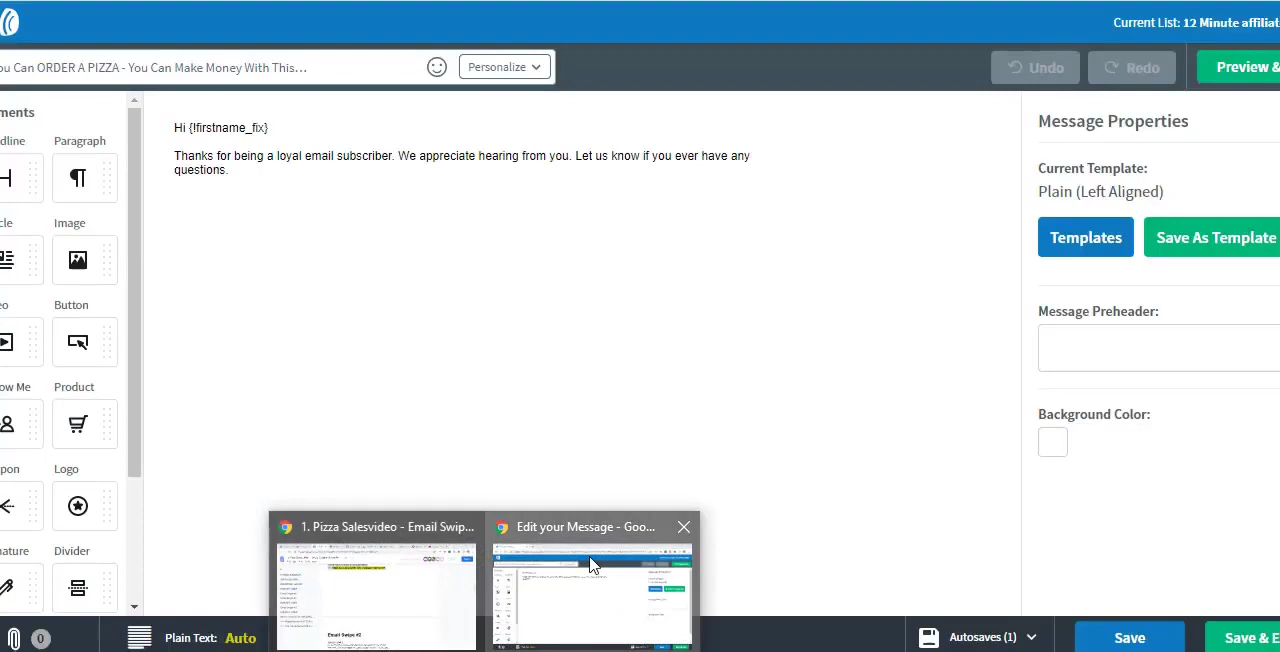 Current List: 12 Minute affiliat
ou Can ORDER A PIZZA - You Can Make Money With This...
Personalize
Undo
Redo
Preview &
ments
dline
Paragraph
cle
Image
eo
Button
ow Me
Product
pon
Logo
nature
Divider
Hi {!firstname_fix}
Thanks for being a loyal email subscriber. We appreciate hearing from you. Let us know if you ever have any
questions.
Message Properties
Current Template:
Plain (Left Aligned)
Templates
Save As Template
Message Preheader:
Background Color:
1. Pizza Salesvideo - Email Swip...
Edit your Message - Goo...
Email Swipe #2
0
Plain Text: Auto
Autosaves (1)
Save
Save & E